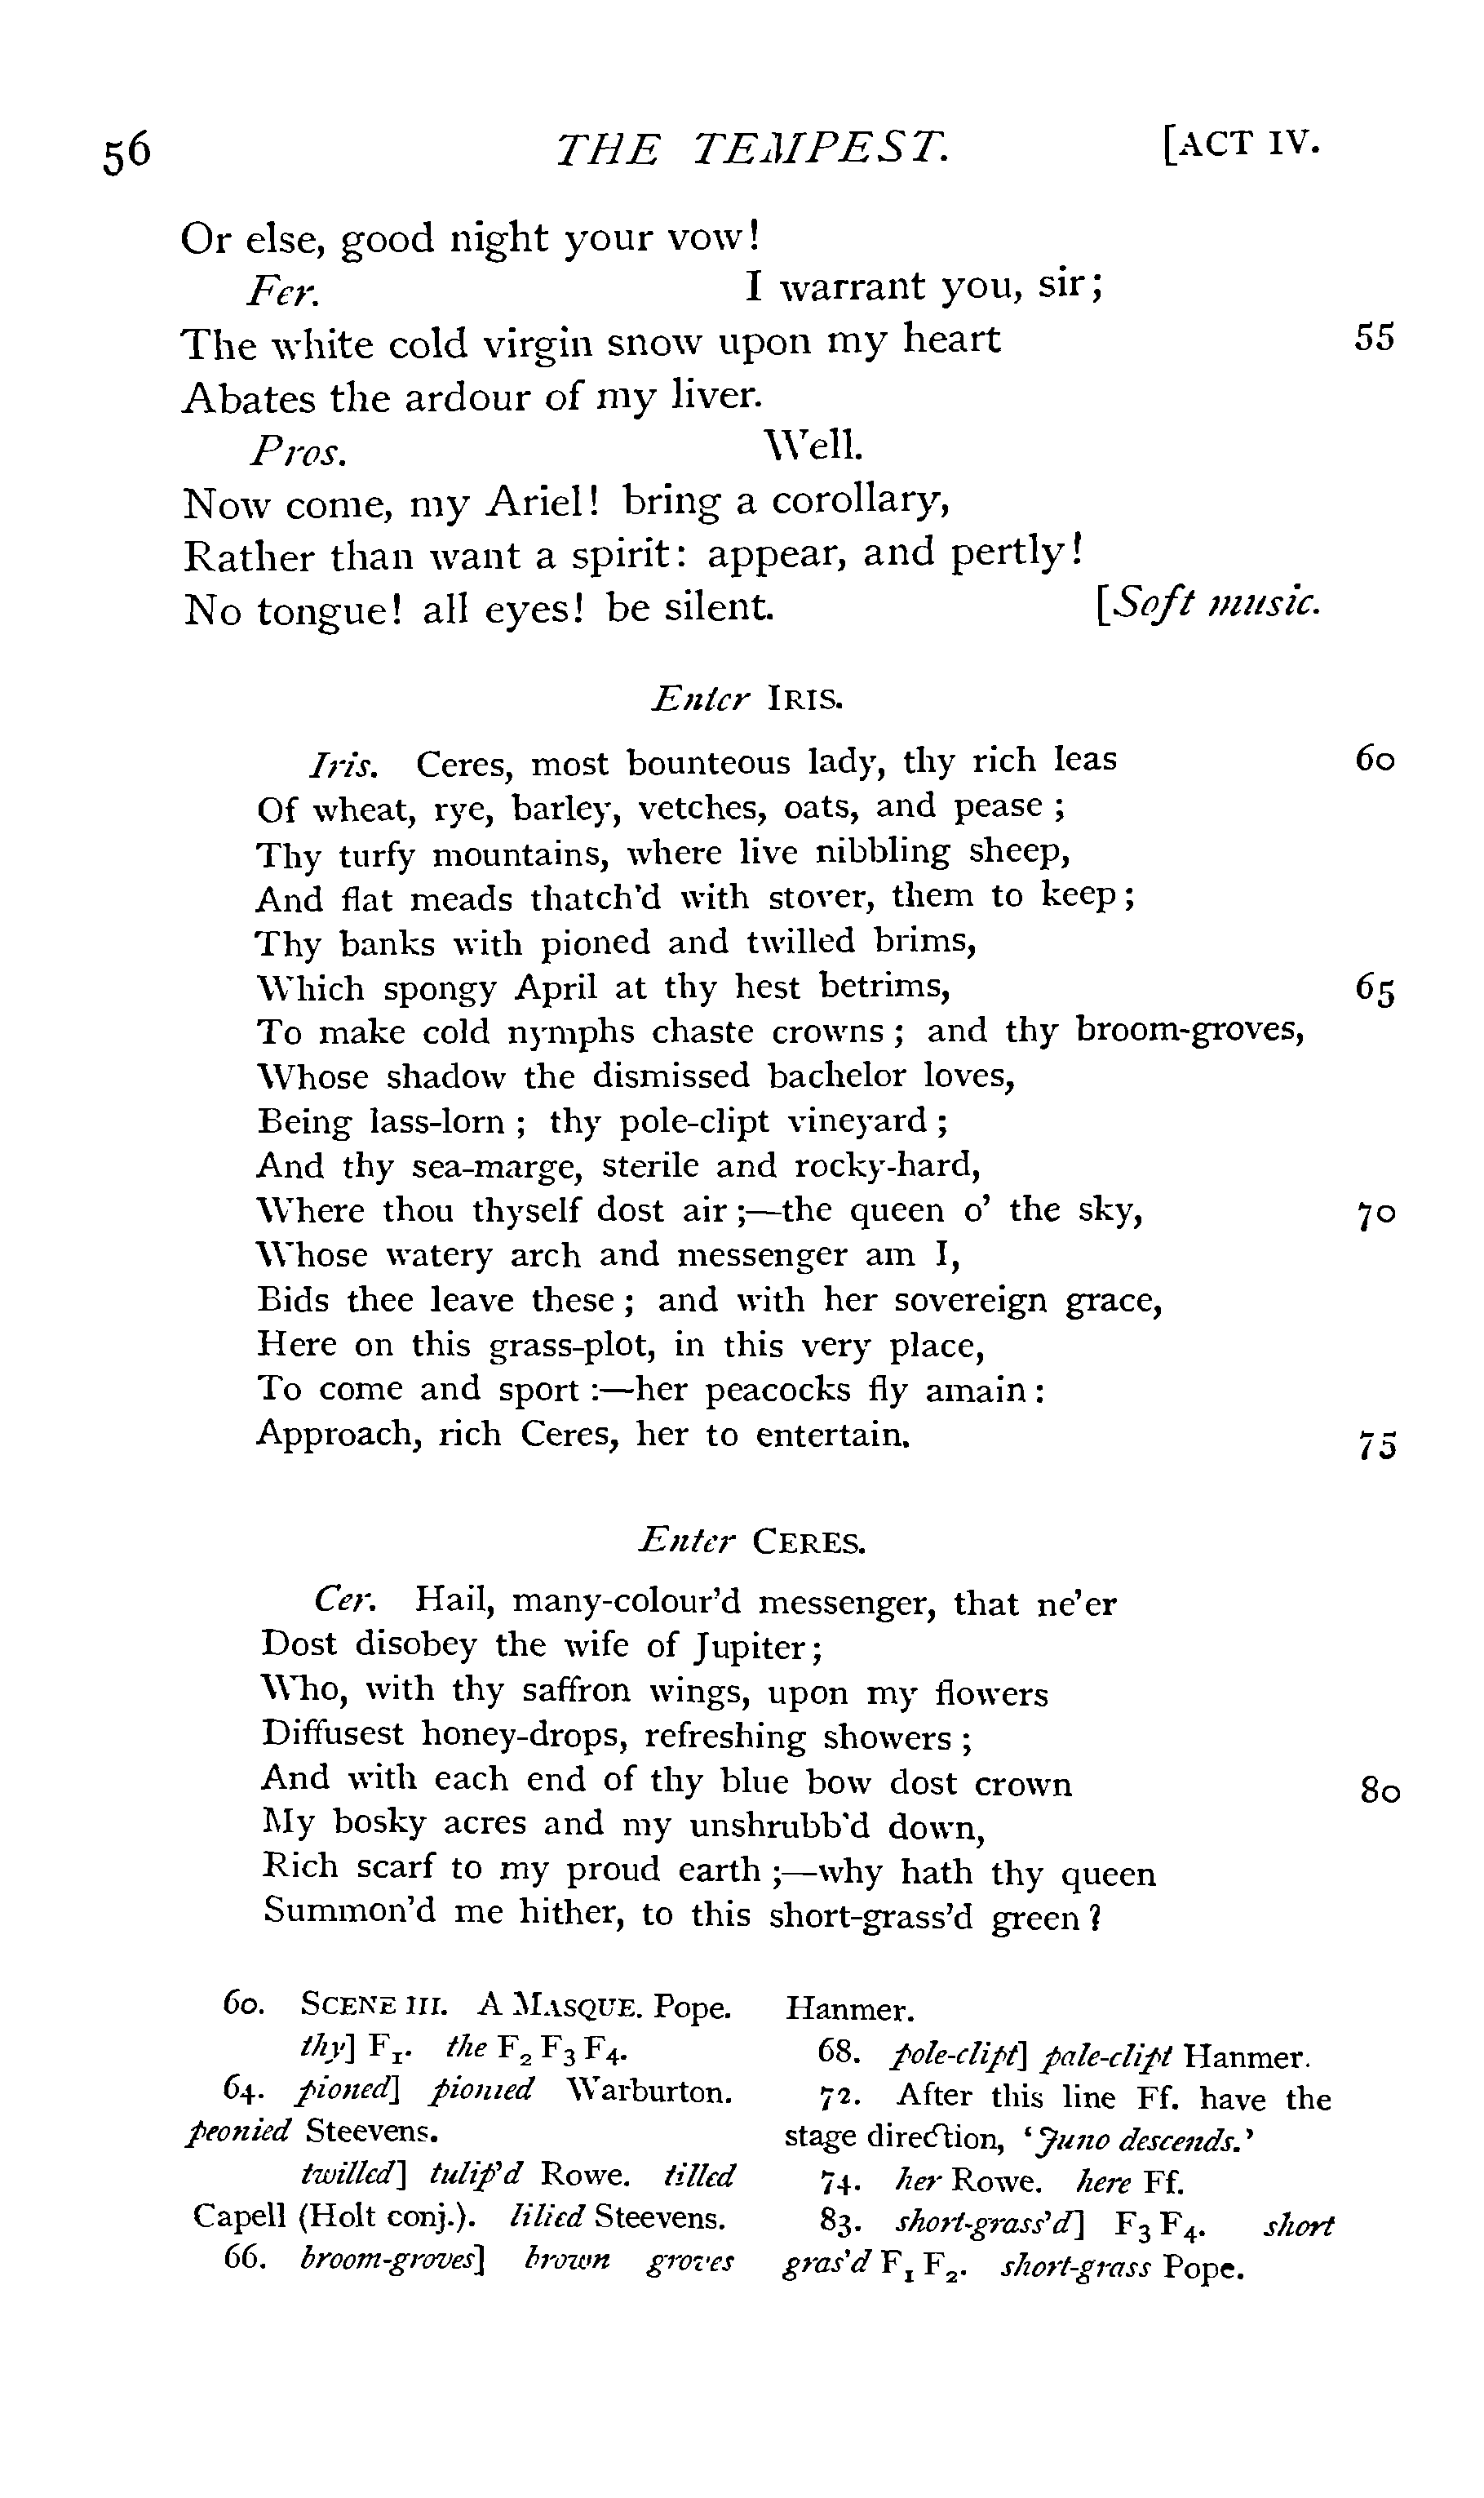 56 THE TEMPEST. [ACT IV.
Or else, good night your vow!
Fer. I warrant you, sir;
The white cold virgin snow upon my heart 55
Abates the ardour of my liver.
Pros. Well.
Now come, my Ariel! bring a corollary,
Rather than want a spirit: appear, and pertly!
No tongue! all eyes! be silent. [Soft music.
Enter IRIS.
Iris. Ceres, most bounteous lady, thy rich leas 60
Of wheat, rye, barley, vetches, oats, and pease ;
Thy turfy mountains, where live nibbling sheep,
And flat meads thatch'd with stover, them to keep;
Thy banks with pioned and twilled brims,
Which spongy April at thy hest betrims, 65
To make cold nymphs chaste crowns ; and thy broom-groves,
Whose shadow the dismissed bachelor loves,
Being lass-lorn ; thy pole-clipt vineyard ;
And thy sea-marge, sterile and rocky-hard,
Where thou thyself dost air ;—the queen o' the sky, 70
Whose watery arch and messenger am I,
Bids thee leave these ; and with her sovereign grace,
Here on this grass-plot, in this very place,
To come and sport :—her peacocks fly amain :
Approach, rich Ceres, her to entertain. 75
Enter CERES.
Cer. Hail, many-colour'd messenger, that ne'er
Dost disobey the wife of Jupiter;
Who, with thy saffron wings, upon my flowers
Diffusest honey-drops, refreshing showers ;
And with each end of thy blue bow dost crown 80
My bosky acres and my unshrubb'd down,
Rich scarf to my proud earth ;—why hath thy queen
Summon'd me hither, to this short-grass'd green ?
60. SCENE III. A MASQUE. Pope.
thy] F1. the F2 F3 F4.
64. pioned] pionied Warburton.
peonied Steevens.
twilled] tulip'd Rowe. tilled
Capell (Holt conj.). lilied Steevens.
66. broom-groves] brown groves
Hanmer.
68. pole-clipt] pale-clipt Hanmer.
72. After this line Ff. have the
stage direction, 'Juno descends.'
74. her Rowe. here Ff.
83. short-grass'd] F3 F4. short
gras'd F1 F2. short-grass Pope.